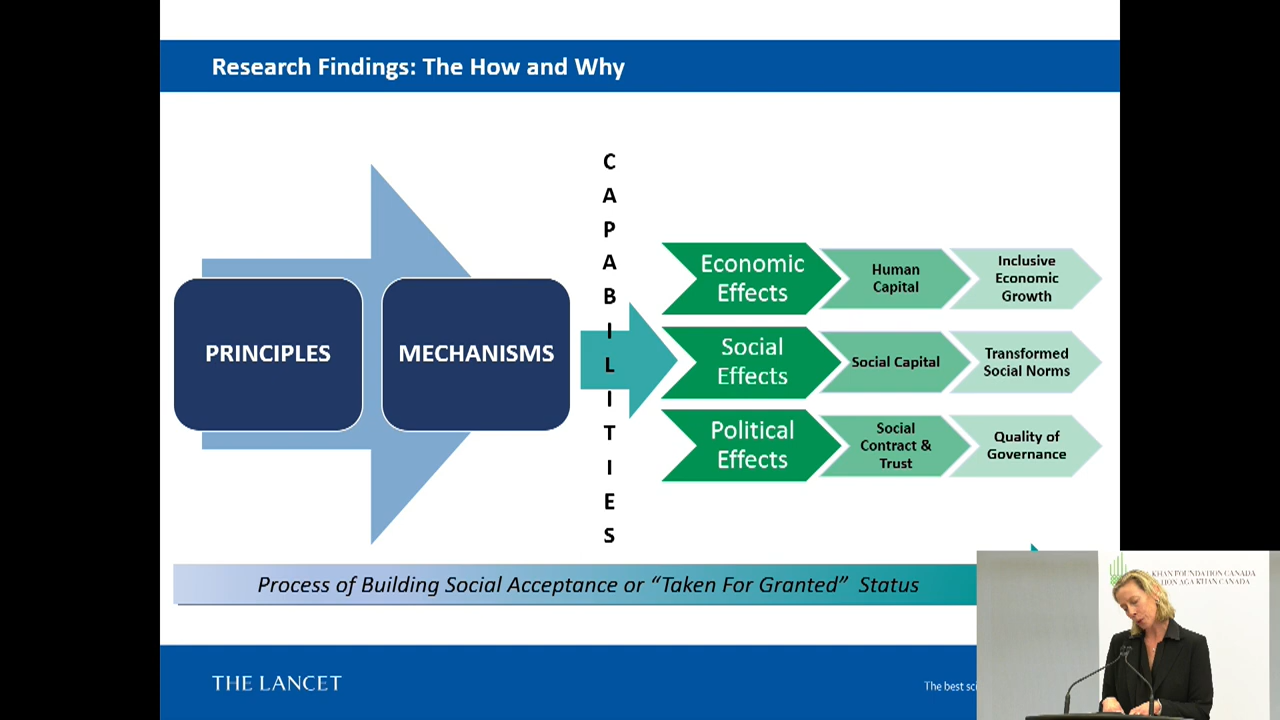 Research Findings: The How and Why
CAPABILITIES
PRINCIPLES
MECHANISMS
Economic
Effects
Human
Capital
Inclusive
Economic
Growth
Social
Effects
Social Capital
Transformed
Social Norms
Political
Effects
Social
Contract &
Trust
Quality of
Governance
Process of Building Social Acceptance or “Taken For Granted” Status
THE LANCET
The best
KHAN FOUNDATION CANADA
AGA KHAN CANADA